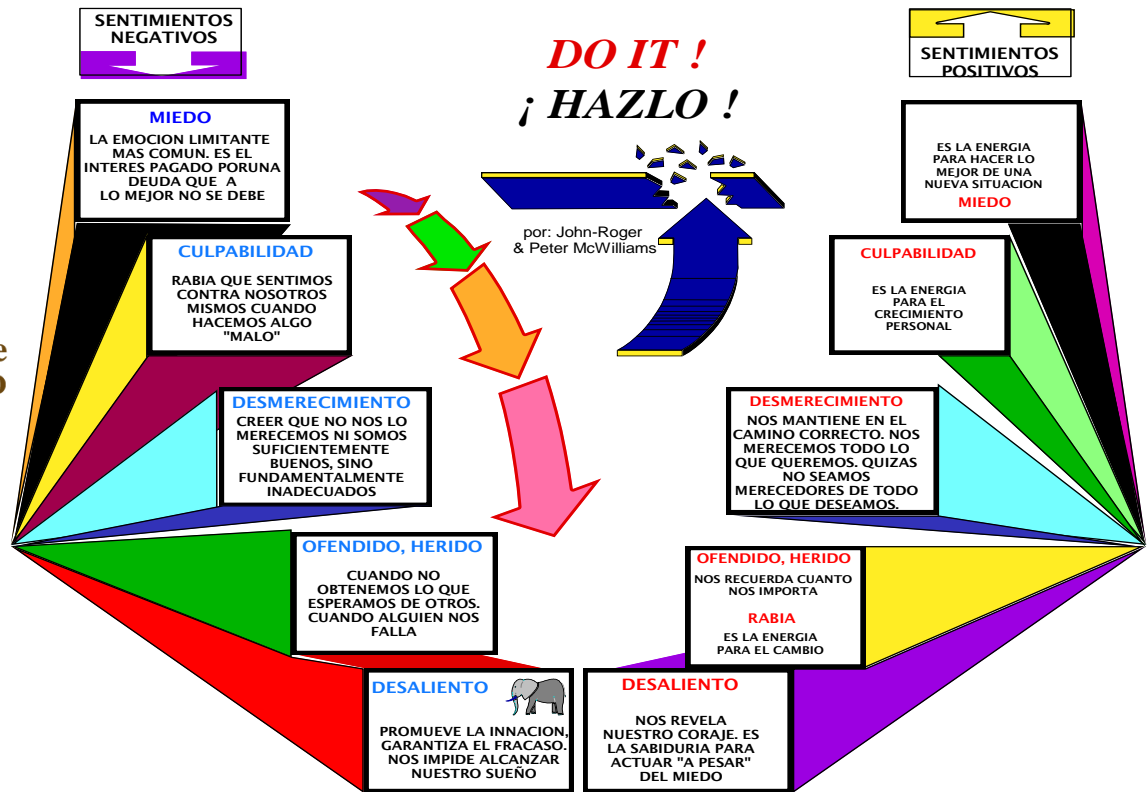 SENTIMIENTOS
NEGATIVOS
DO IT !
¡ HAZLO !
SENTIMIENTOS
POSITIVOS
MIEDO
LA EMOCION LIMITANTE
MAS COMUN. ES EL
INTERES PAGADO PORUNA
DEUDA QUE A
LO MEJOR NO SE DEBE
por: John-Roger
& Peter McWilliams
ES LA ENERGIA
PARA HACER LO
MEJOR DE UNA
NUEVA SITUACION
MIEDO
CULPABILIDAD
RABIA QUE SENTIMOS
CONTRA NOSOTROS
MISMOS CUANDO
HACEMOS ALGO
"MALO"
CULPABILIDAD
ES LA ENERGIA
PARA EL
CRECIMIENTO
PERSONAL
DESMERECIMIENTO
CREER QUE NO NOS LO
MERECEMOS NI SOMOS
SUFICIENTEMENTE
BUENOS, SINO
FUNDAMENTALMENTE
INADECUADOS
DESMERECIMIENTO
NOS MANTIENE EN EL
CAMINO CORRECTO. NOS
MERECEMOS TODO LO
QUE QUEREMOS. QUIZAS
NO SEAMOS
MERECEDORES DE TODO
LO QUE DESEAMOS.
OFENDIDO, HERIDO
CUANDO NO
OBTENEMOS LO QUE
ESPERAMOS DE OTROS.
CUANDO ALGUIEN NOS
FALLA
OFENDIDO, HERIDO
NOS RECUERDA CUANTO
NOS IMPORTA
RABIA
ES LA ENERGIA
PARA EL CAMBIO
DESALIENTO
PROMUEVE LA INNACION,
GARANTIZA EL FRACASO.
NOS IMPIDE ALCANZAR
NUESTRO SUEÑO
DESALIENTO
NOS REVELA
NUESTRO CORAJE. ES
LA SABIDURIA PARA
ACTUAR "A PESAR"
DEL MIEDO